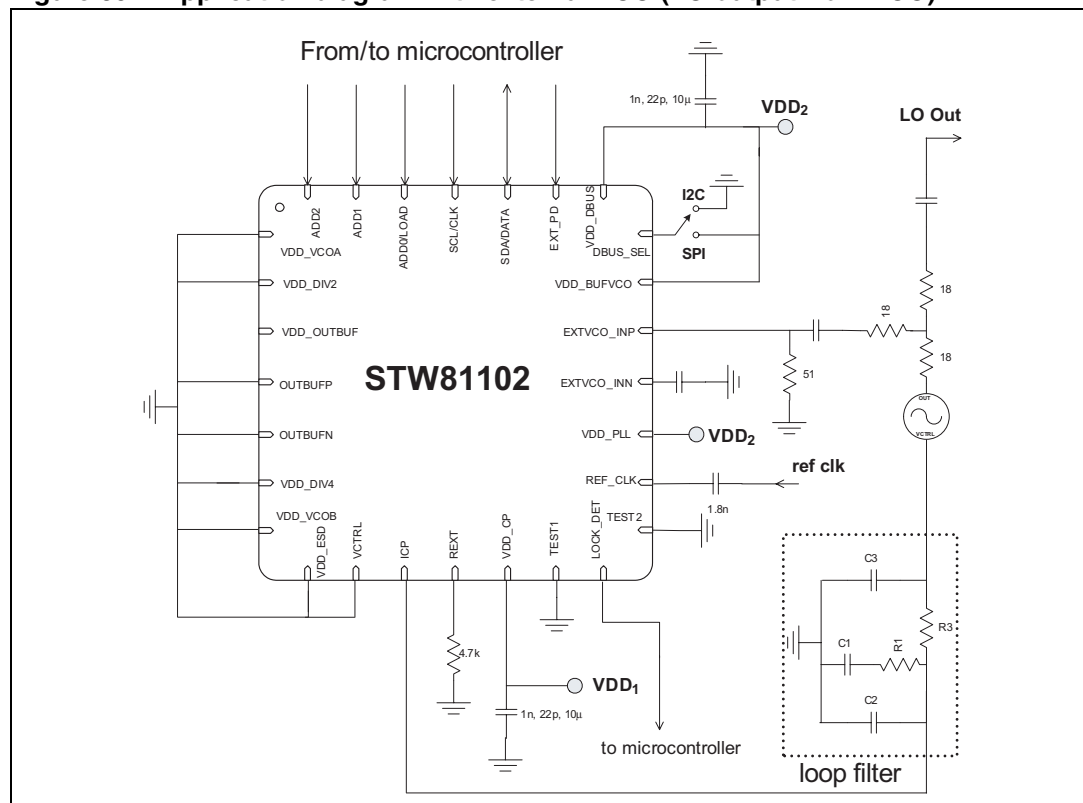 From/to microcontroller
1n, 22p, 10µ
VDD2
LO Out
ADD2
ADD1
ADD0/LOAD
SCL/CLK
SDA/DATA
EXT_PD
VDD_DBUS
I2C
SPI
DBUS_SEL
VDD_VCOA
VDD_DIV2
VDD_BUFVCO
18
18
18
VDD_OUTBUF
EXTVCO_INP
STW81102
51
OUTBUFP
EXTVCO_INN
OUT
VCTRL
OUTBUFN
VDD_PLL
VDD2
ref clk
VDD_DIV4
REF_CLK
1.8n
VDD_VCOB
TEST2
VDD_ESD
VCTRL
ICP
REXT
VDD_CP
TEST1
LOCK_DET
C3
R3
C1
R1
C2
4.7k
VDD1
1n, 22p, 10µ
to microcontroller
loop filter